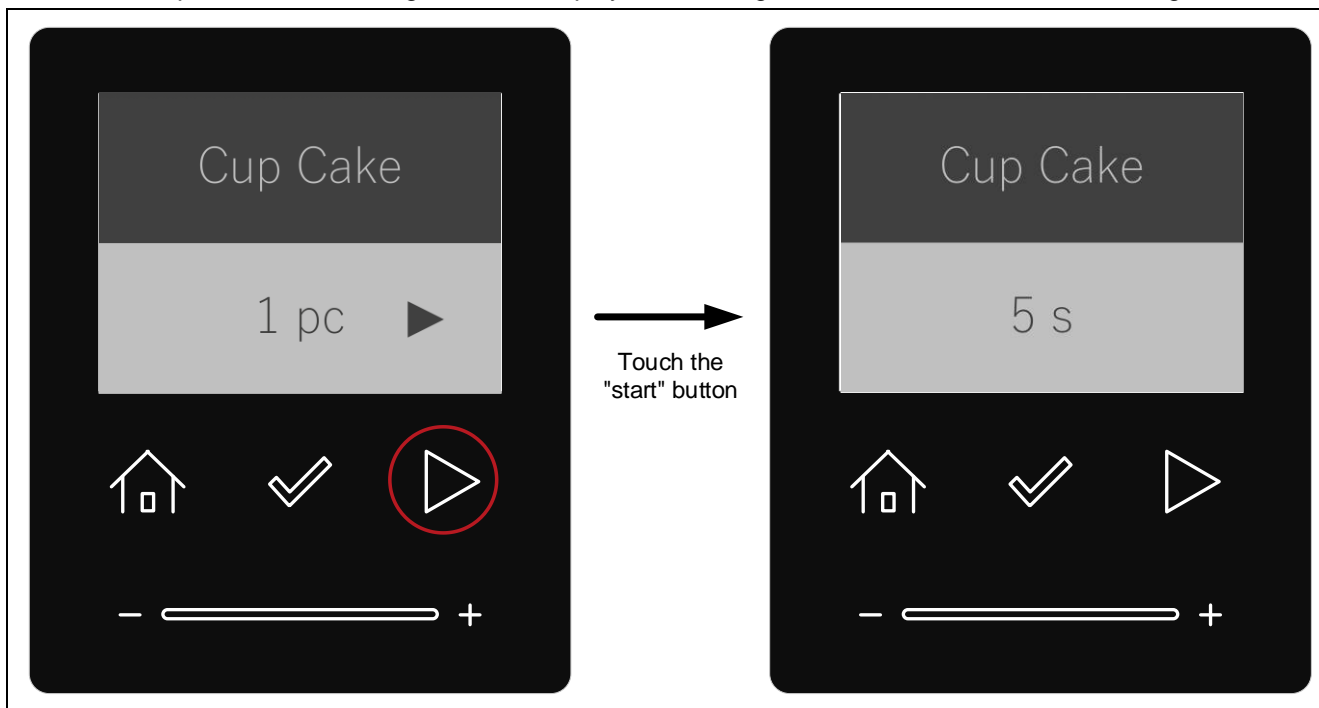 Cup Cake
1 pc ▶
Touch the
"start" button
Cup Cake
5 s
- +
- +